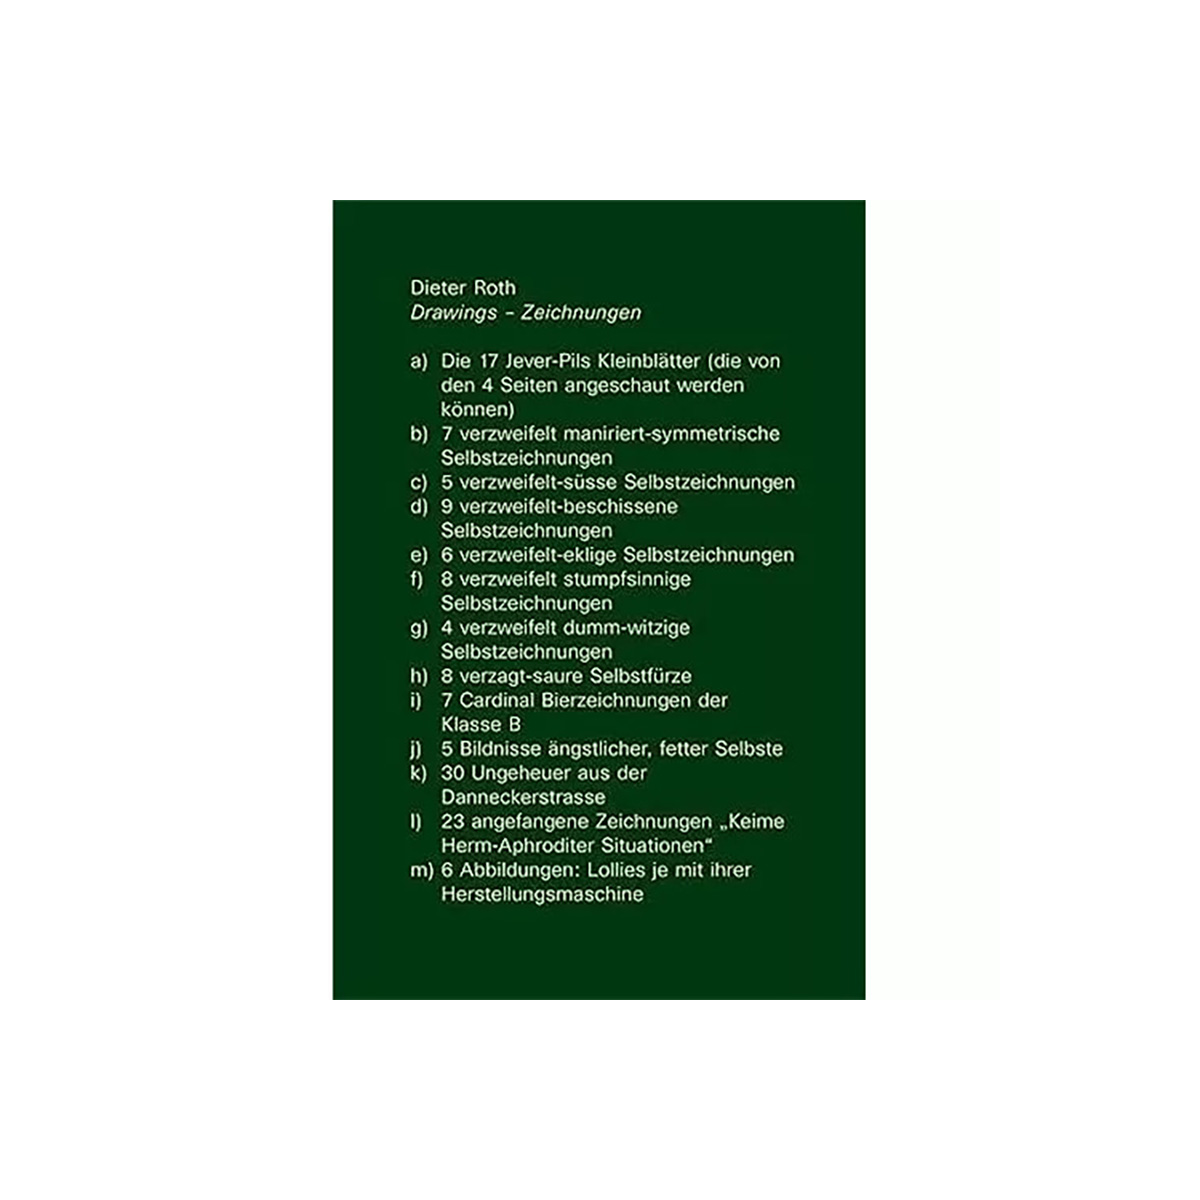 Dieter Roth
Drawings – Zeichnungen
a) Die 17 Jever-Pils Kleinblätter (die von
den 4 Seiten angeschaut werden
können)
b) 7 verzweifelt maniriert-symmetrische
Selbstzeichnungen
c) 5 verzweifelt-süsse Selbstzeichnungen
d) 9 verzweifelt-beschissene
Selbstzeichnungen
e) 6 verzweifelt-eklige Selbstzeichnungen
f) 8 verzweifelt stumpfsinnige
Selbstzeichnungen
g) 4 verzweifelt dumm-witzige
Selbstzeichnungen
h) 8 verzagt-saure Selbstfürze
i) 7 Cardinal Bierzeichnungen der
Klasse B
j) 5 Bildnisse ängstlicher, fetter Selbste
k) 30 Ungeheuer aus der
Danneckerstrasse
l) 23 angefangene Zeichnungen „Keime
Herm-Aphroditer Situationen“
m) 6 Abbildungen: Lollies je mit ihrer
Herstellungsmaschine